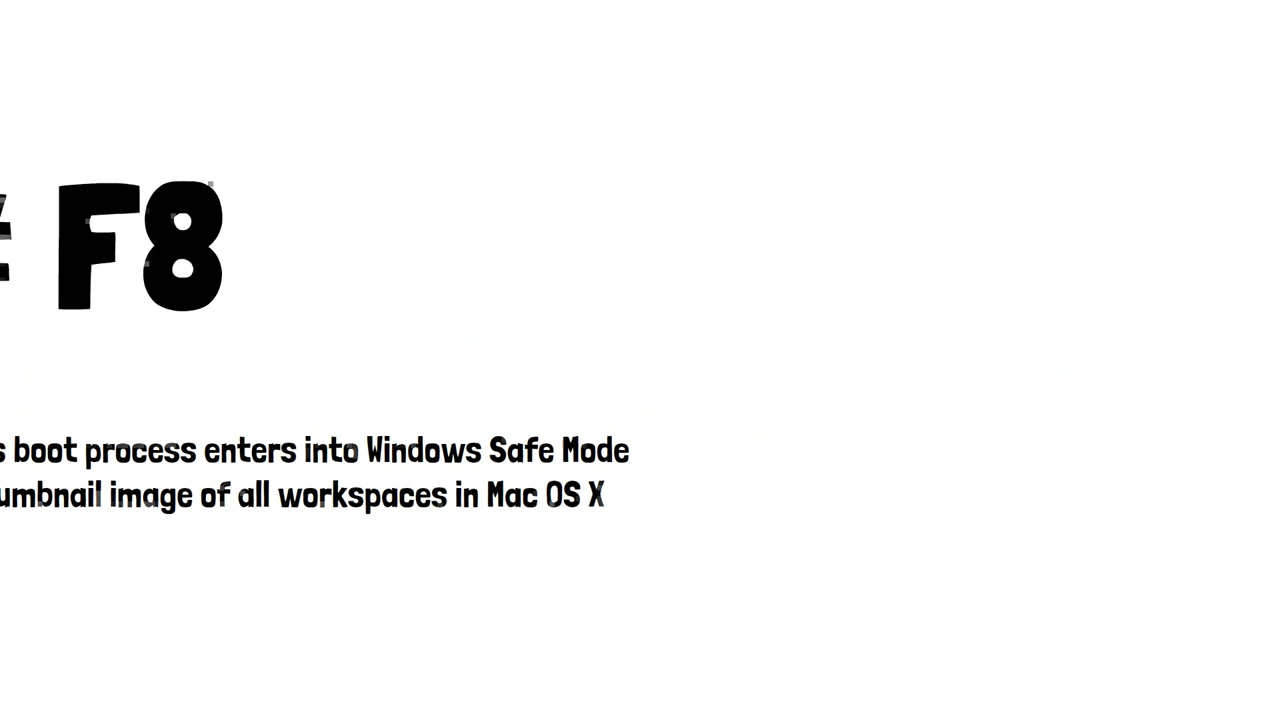 # F8
boot process enters into Windows Safe Mode
image of all workspaces in Mac OS X